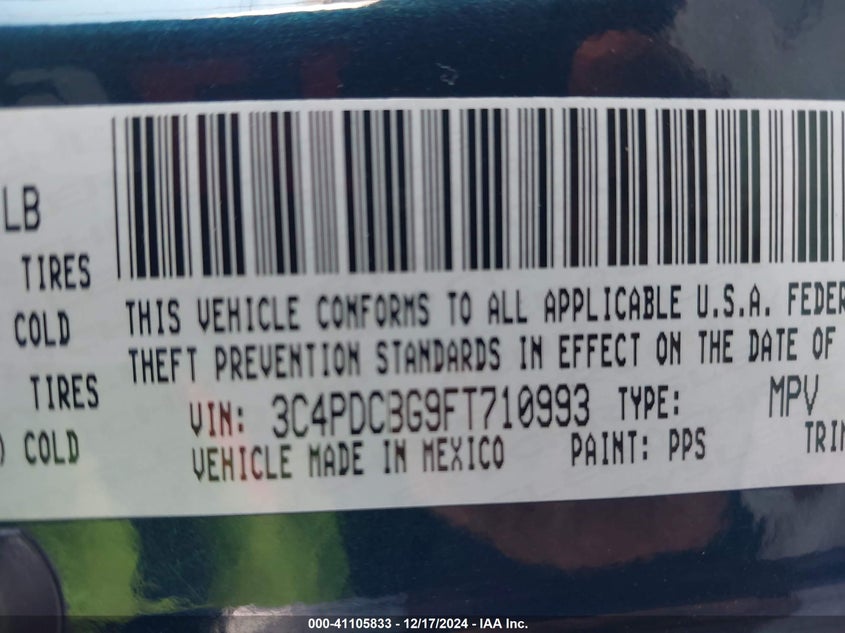 LB
TIRES
COLD
TIRES
) COLD
THIS VEHICLE CONFORMS TO ALL APPLICABLE U.S.A. FEDER
THEFT PREVENTION STANDARDS IN EFFECT ON THE DATE OF
VIN: 3C4PDCBG9FT710993 TYPE: MPV
VEHICLE MADE IN MEXICO PAINT: PPS TRIM
000-41105833 - 12/17/2024 - IAA Inc.